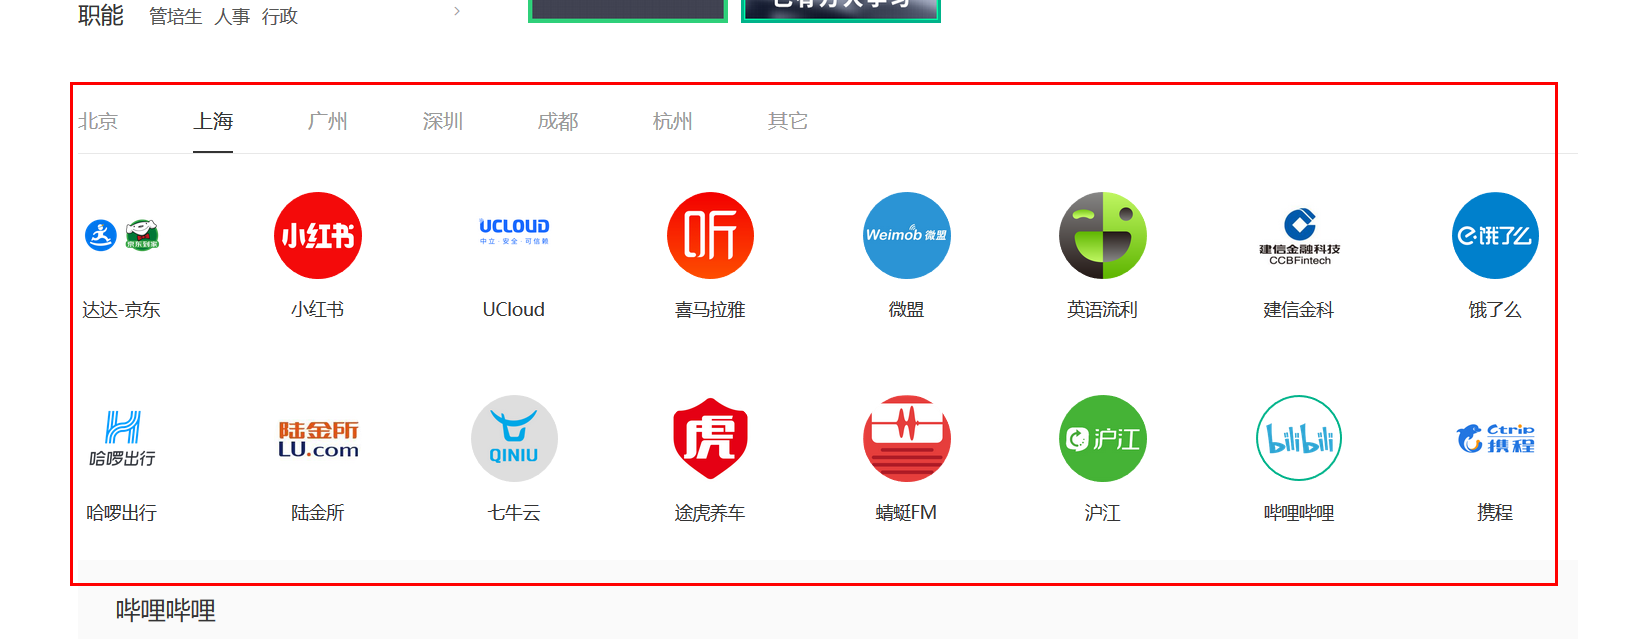 职能 管培生 人事 行政 >
已有万人学习
北京 上海 广州 深圳 成都 杭州 其它
京东到家 小红书 UCLOUD 中立·安全·可信赖 听 Weimob 微盟 建信金融科技 CCBFintech 饿了么
达达-京东 小红书 UCloud 喜马拉雅 微盟 英语流利 建信金科 饿了么
哈啰出行 陆金所 LU.com QINIU 虎 沪江 bilibili Ctrip 携程
哈啰出行 陆金所 七牛云 途虎养车 蜻蜓FM 沪江 哔哩哔哩 携程
哔哩哔哩